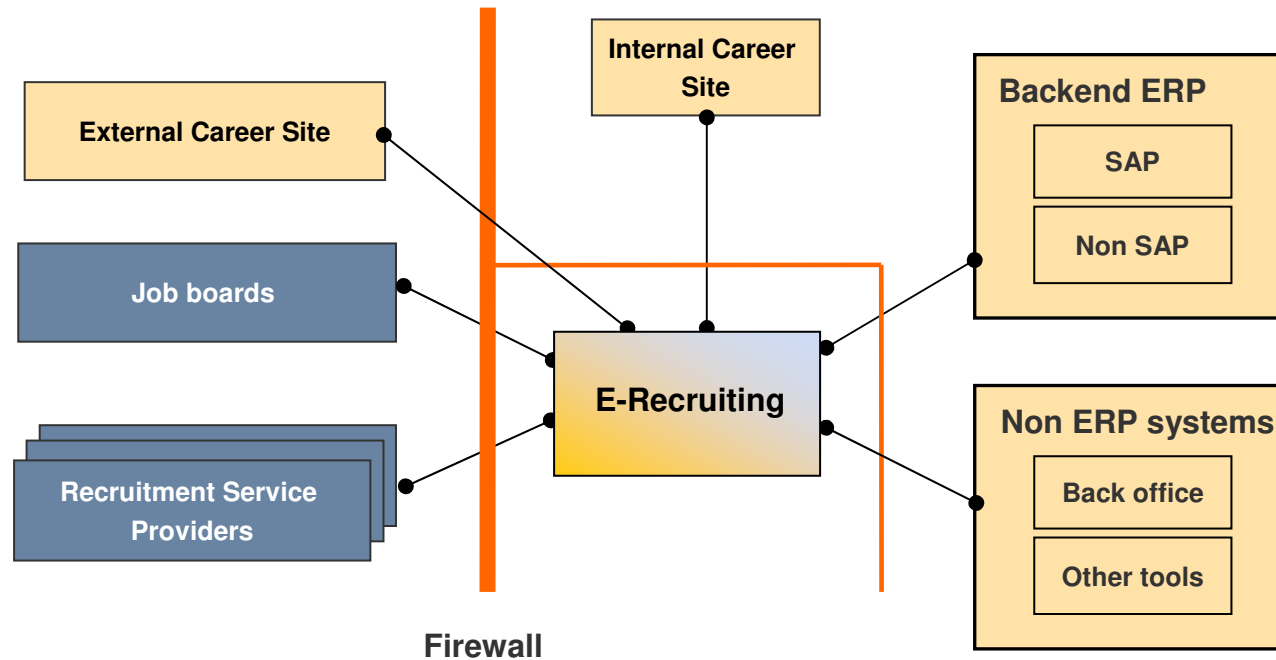 Internal Career
Site
External Career Site
Backend ERP
SAP
Non SAP
Job boards
E-Recruiting
Non ERP systems
Back office
Other tools
Recruitment Service
Providers
Firewall